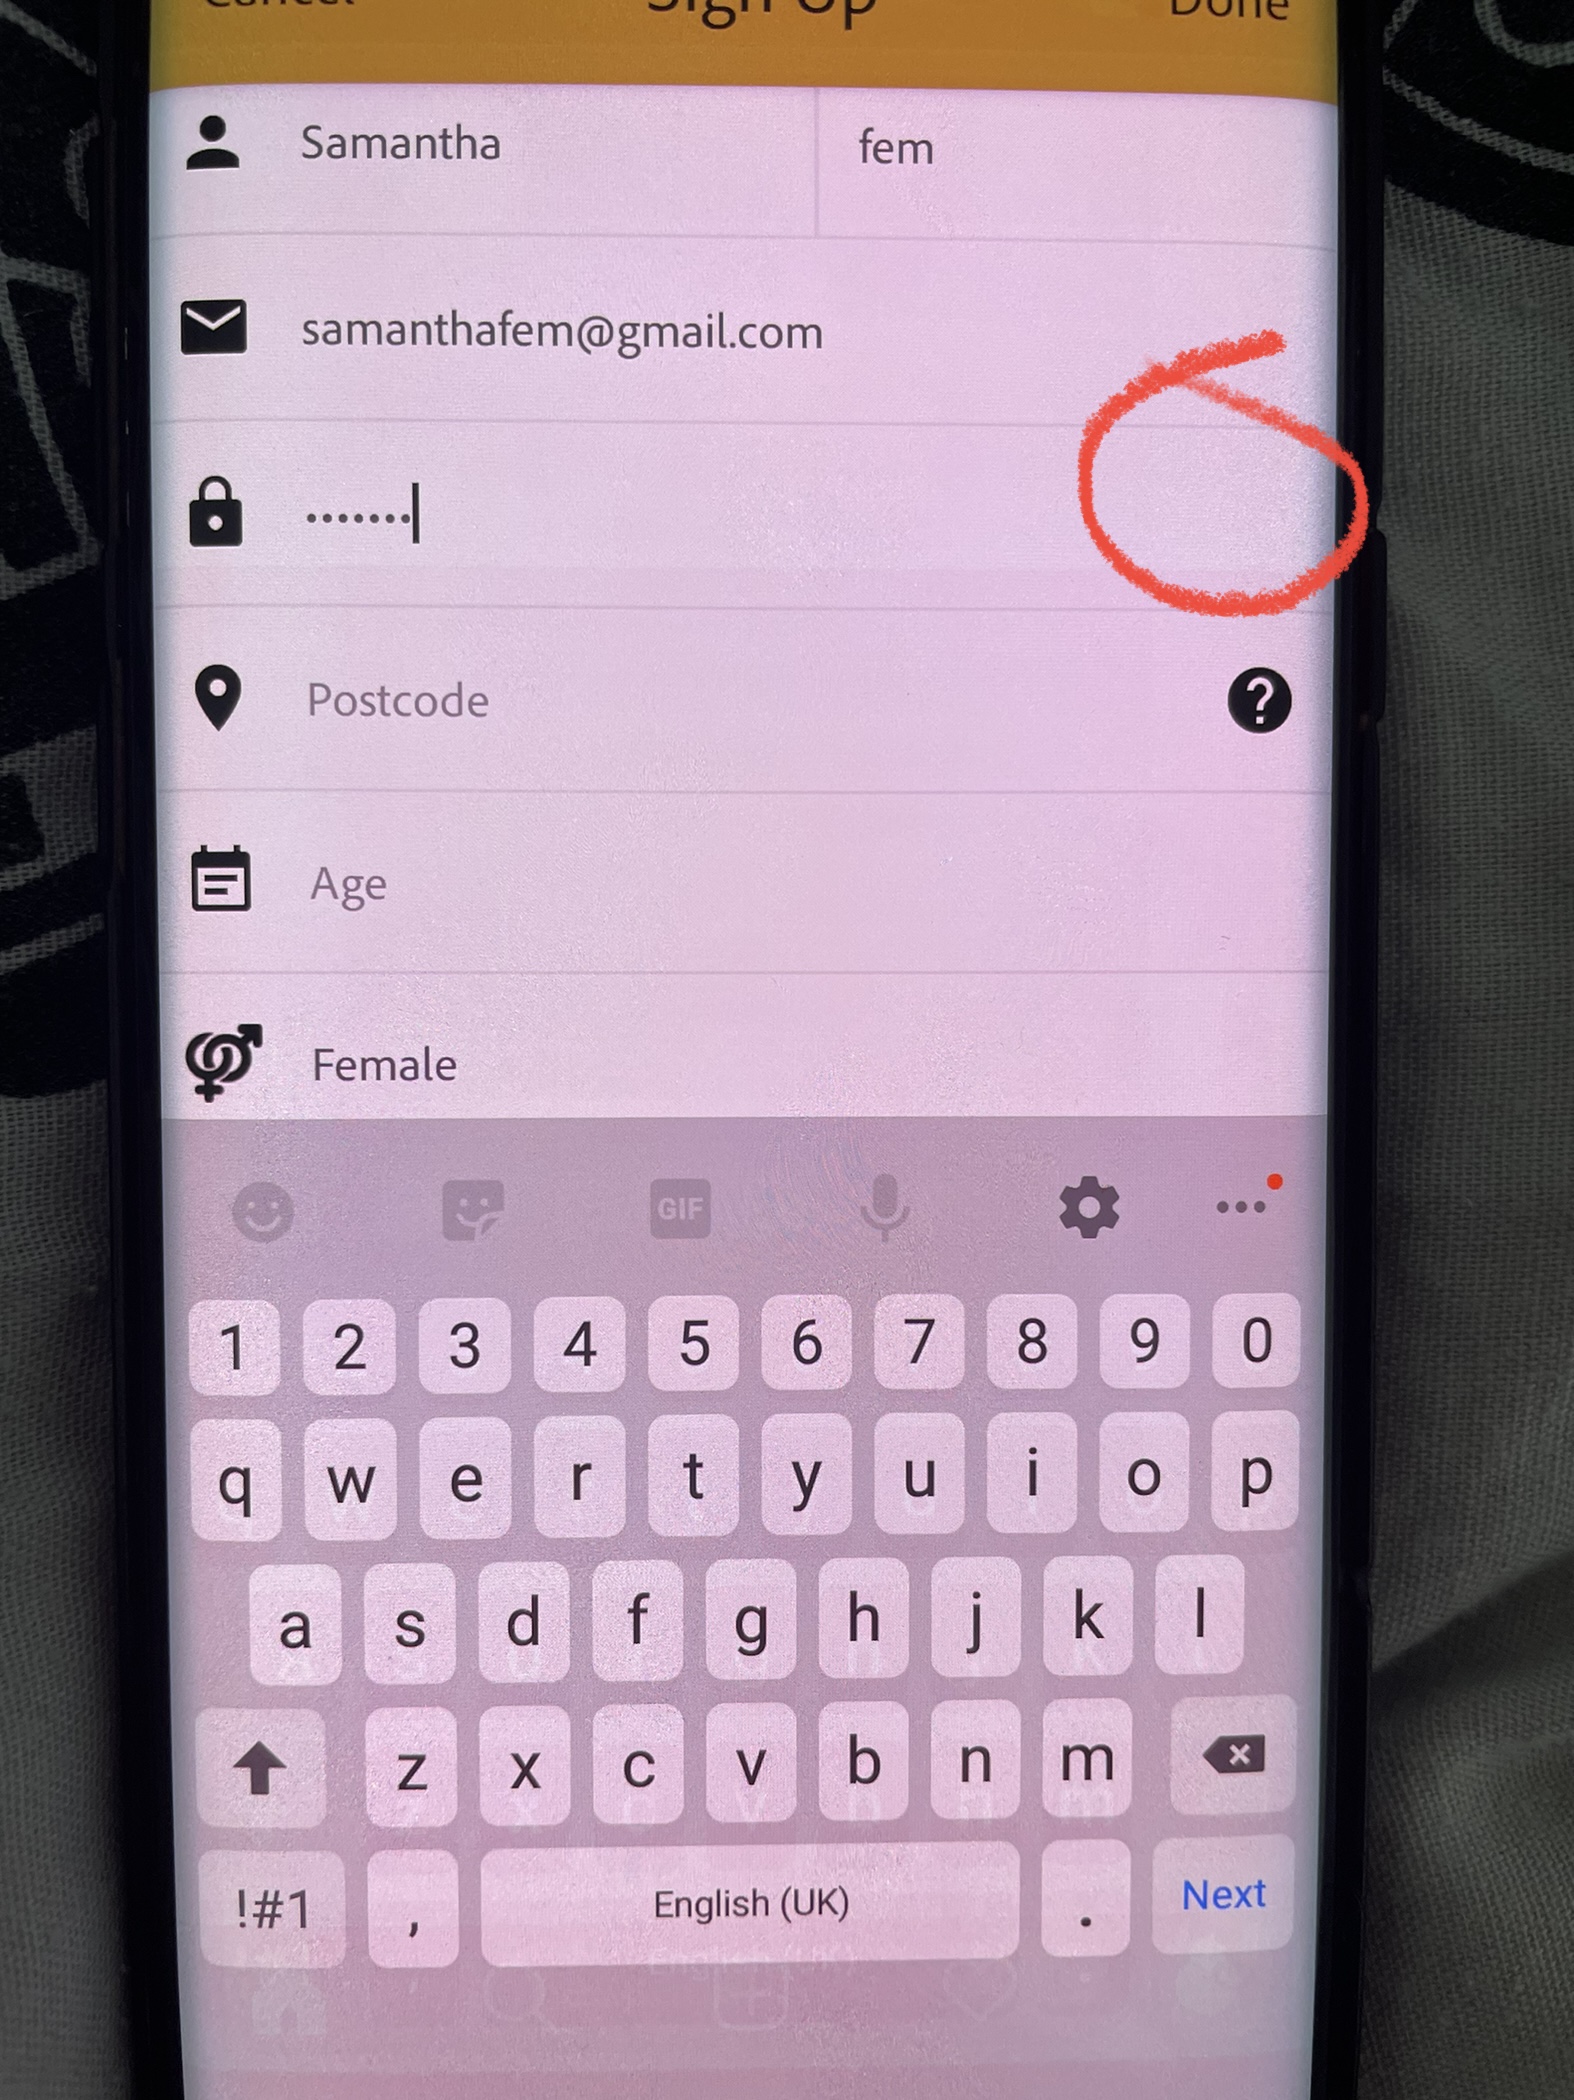 Cancel Sign Up Done
Samantha fem
samanthafem@gmail.com
••••••••
Postcode ?
Age
Female
GIF
1 2 3 4 5 6 7 8 9 0
q w e r t y u i o p
a s d f g h j k l
z x c v b n m
!#1 , English (UK) . Next